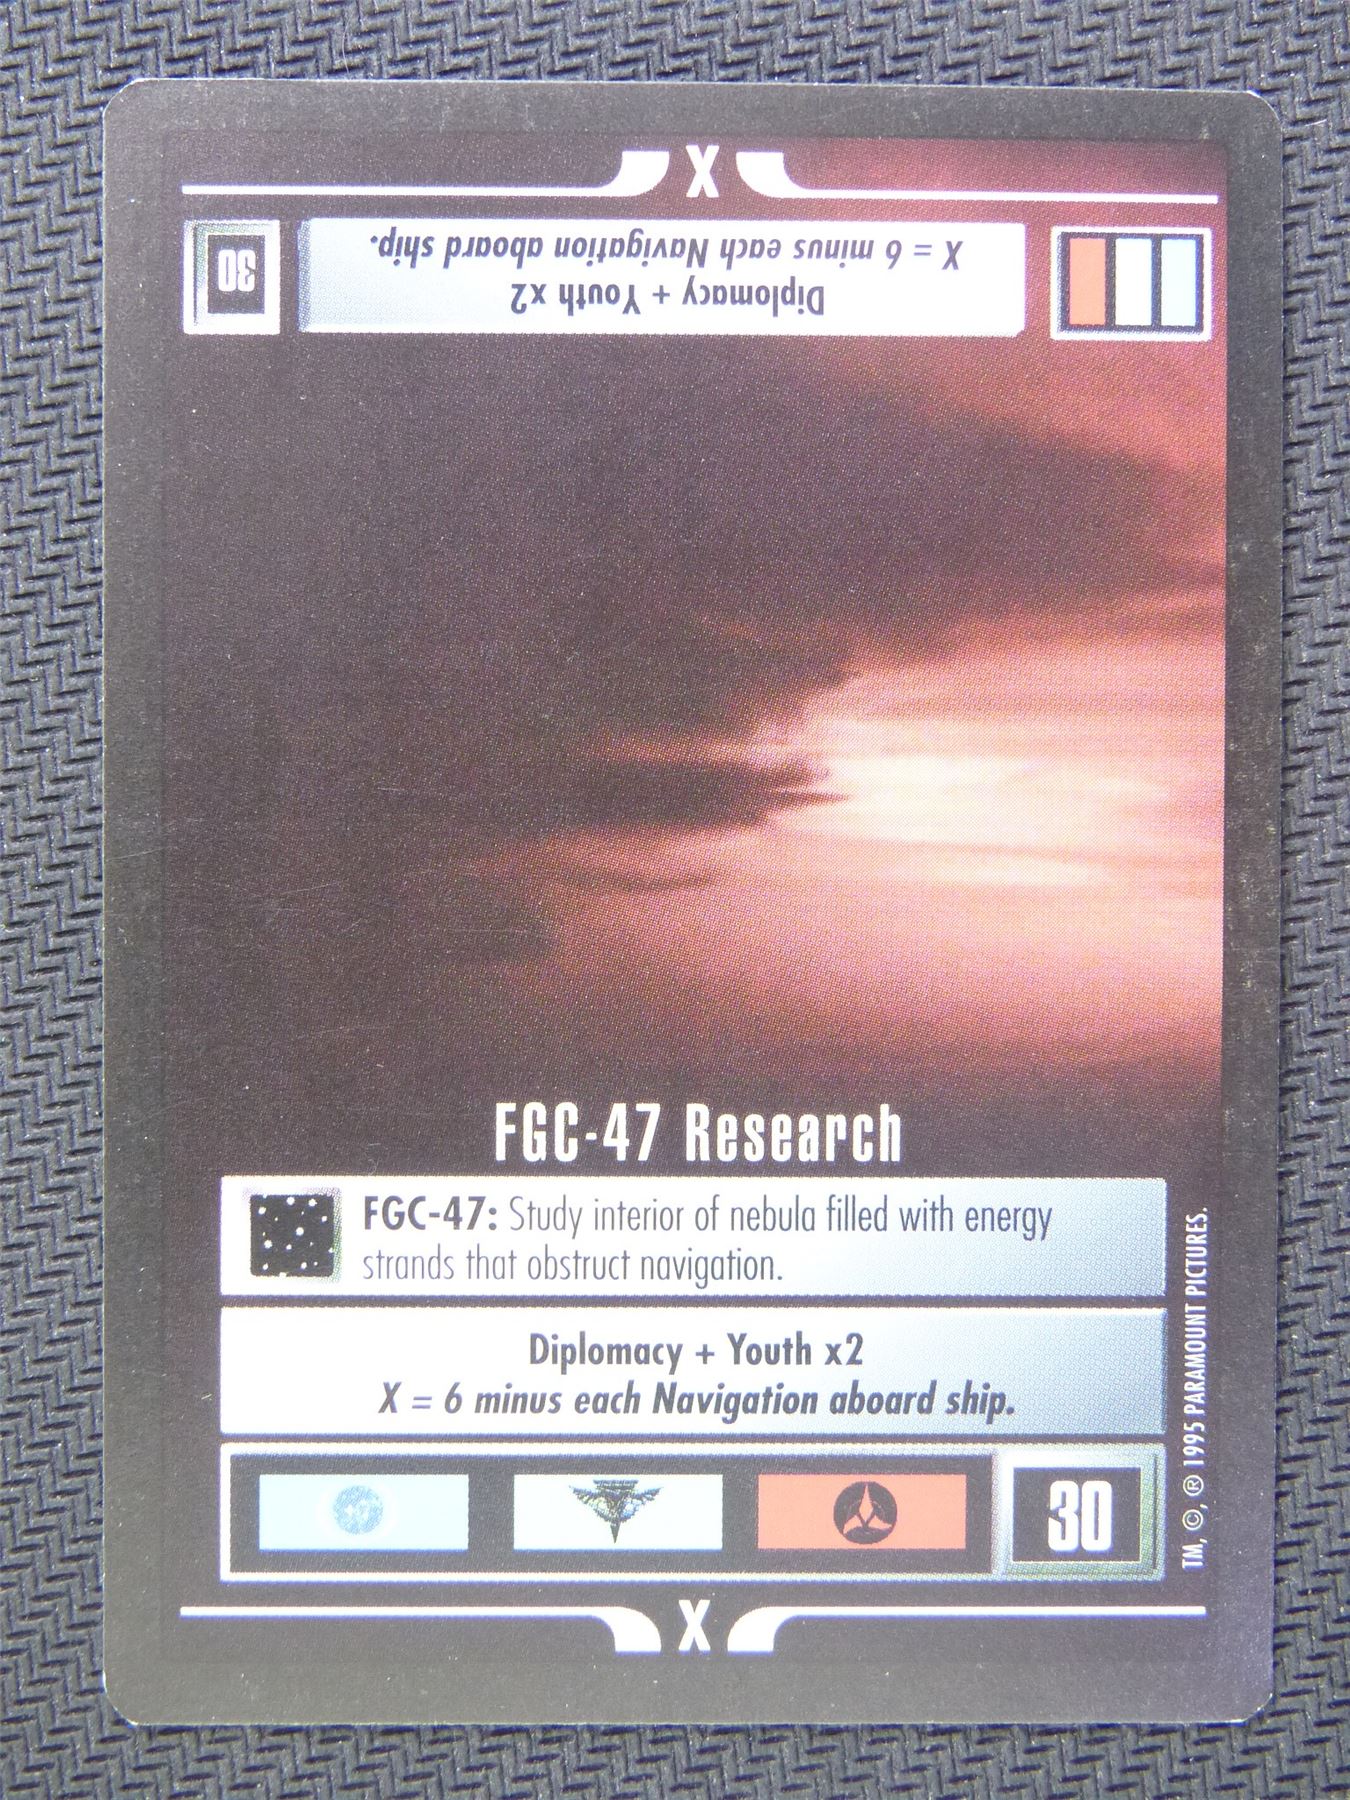 X
X = 6 minus each Navigation aboard ship.
Diplomacy + Youth x2
30
FGC-47 Research
FGC-47: Study interior of nebula filled with energy
strands that obstruct navigation.
Diplomacy + Youth x2
X = 6 minus each Navigation aboard ship.
30
X
TM, ©, ® 1995 PARAMOUNT PICTURES.